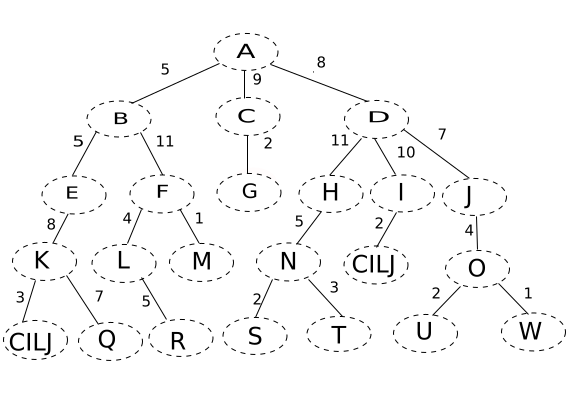 A
5 9 8
B C D
5 11 2 11 10 7
E F G H I J
8 4 1 5 2 4
K L M N CILJ O
3 7 5 2 3 2 1
CILJ Q R S T U W